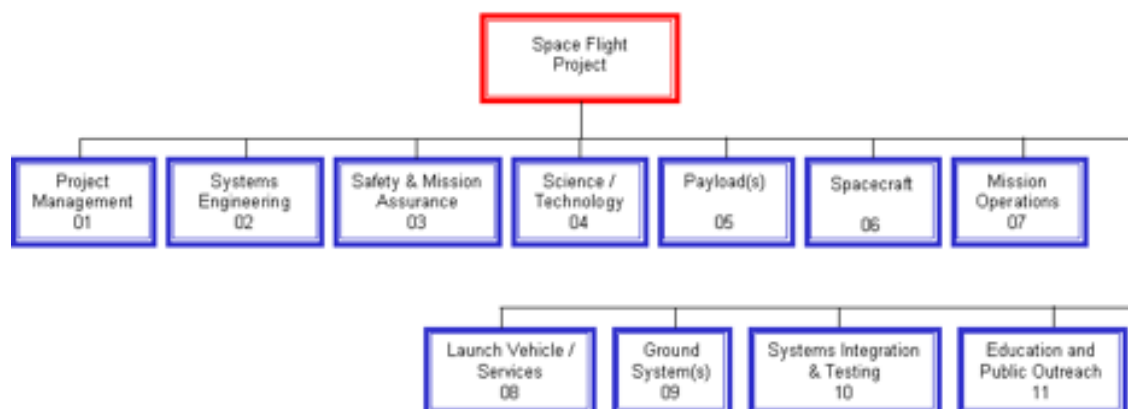 Space Flight
Project
Project
Management
01
Systems
Engineering
02
Safety & Mission
Assurance
03
Science /
Technology
04
Payload(s)
05
Spacecraft
06
Mission
Operations
07
Launch Vehicle /
Services
08
Ground
System(s)
09
Systems Integration
& Testing
10
Education and
Public Outreach
11